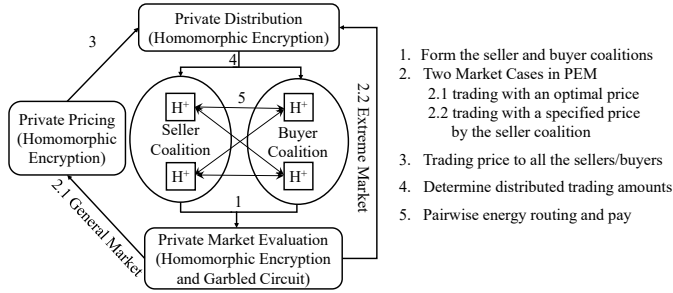 Private Distribution
(Homomorphic Encryption)
3
4
H+
5
H+
Seller
Coalition
Buyer
Coalition
H+
H+
Private Pricing
(Homomorphic
Encryption)
2.1 General Market
2.2 Extreme Market
1
Private Market Evaluation
(Homomorphic Encryption
and Garbled Circuit)
1. Form the seller and buyer coalitions
2. Two Market Cases in PEM
2.1 trading with an optimal price
2.2 trading with a specified price
by the seller coalition
3. Trading price to all the sellers/buyers
4. Determine distributed trading amounts
5. Pairwise energy routing and pay